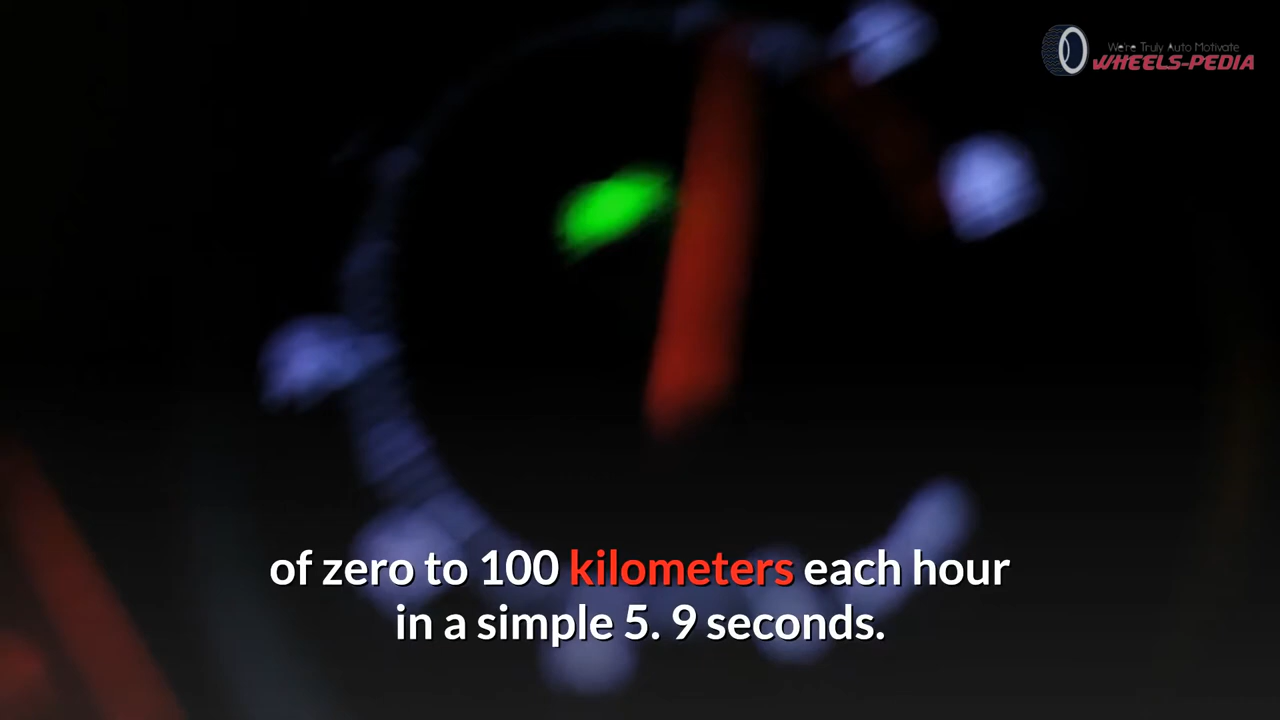 We're Truly Auto Motivate
WHEELS-PEDIA
of zero to 100 kilometers each hour
in a simple 5. 9 seconds.